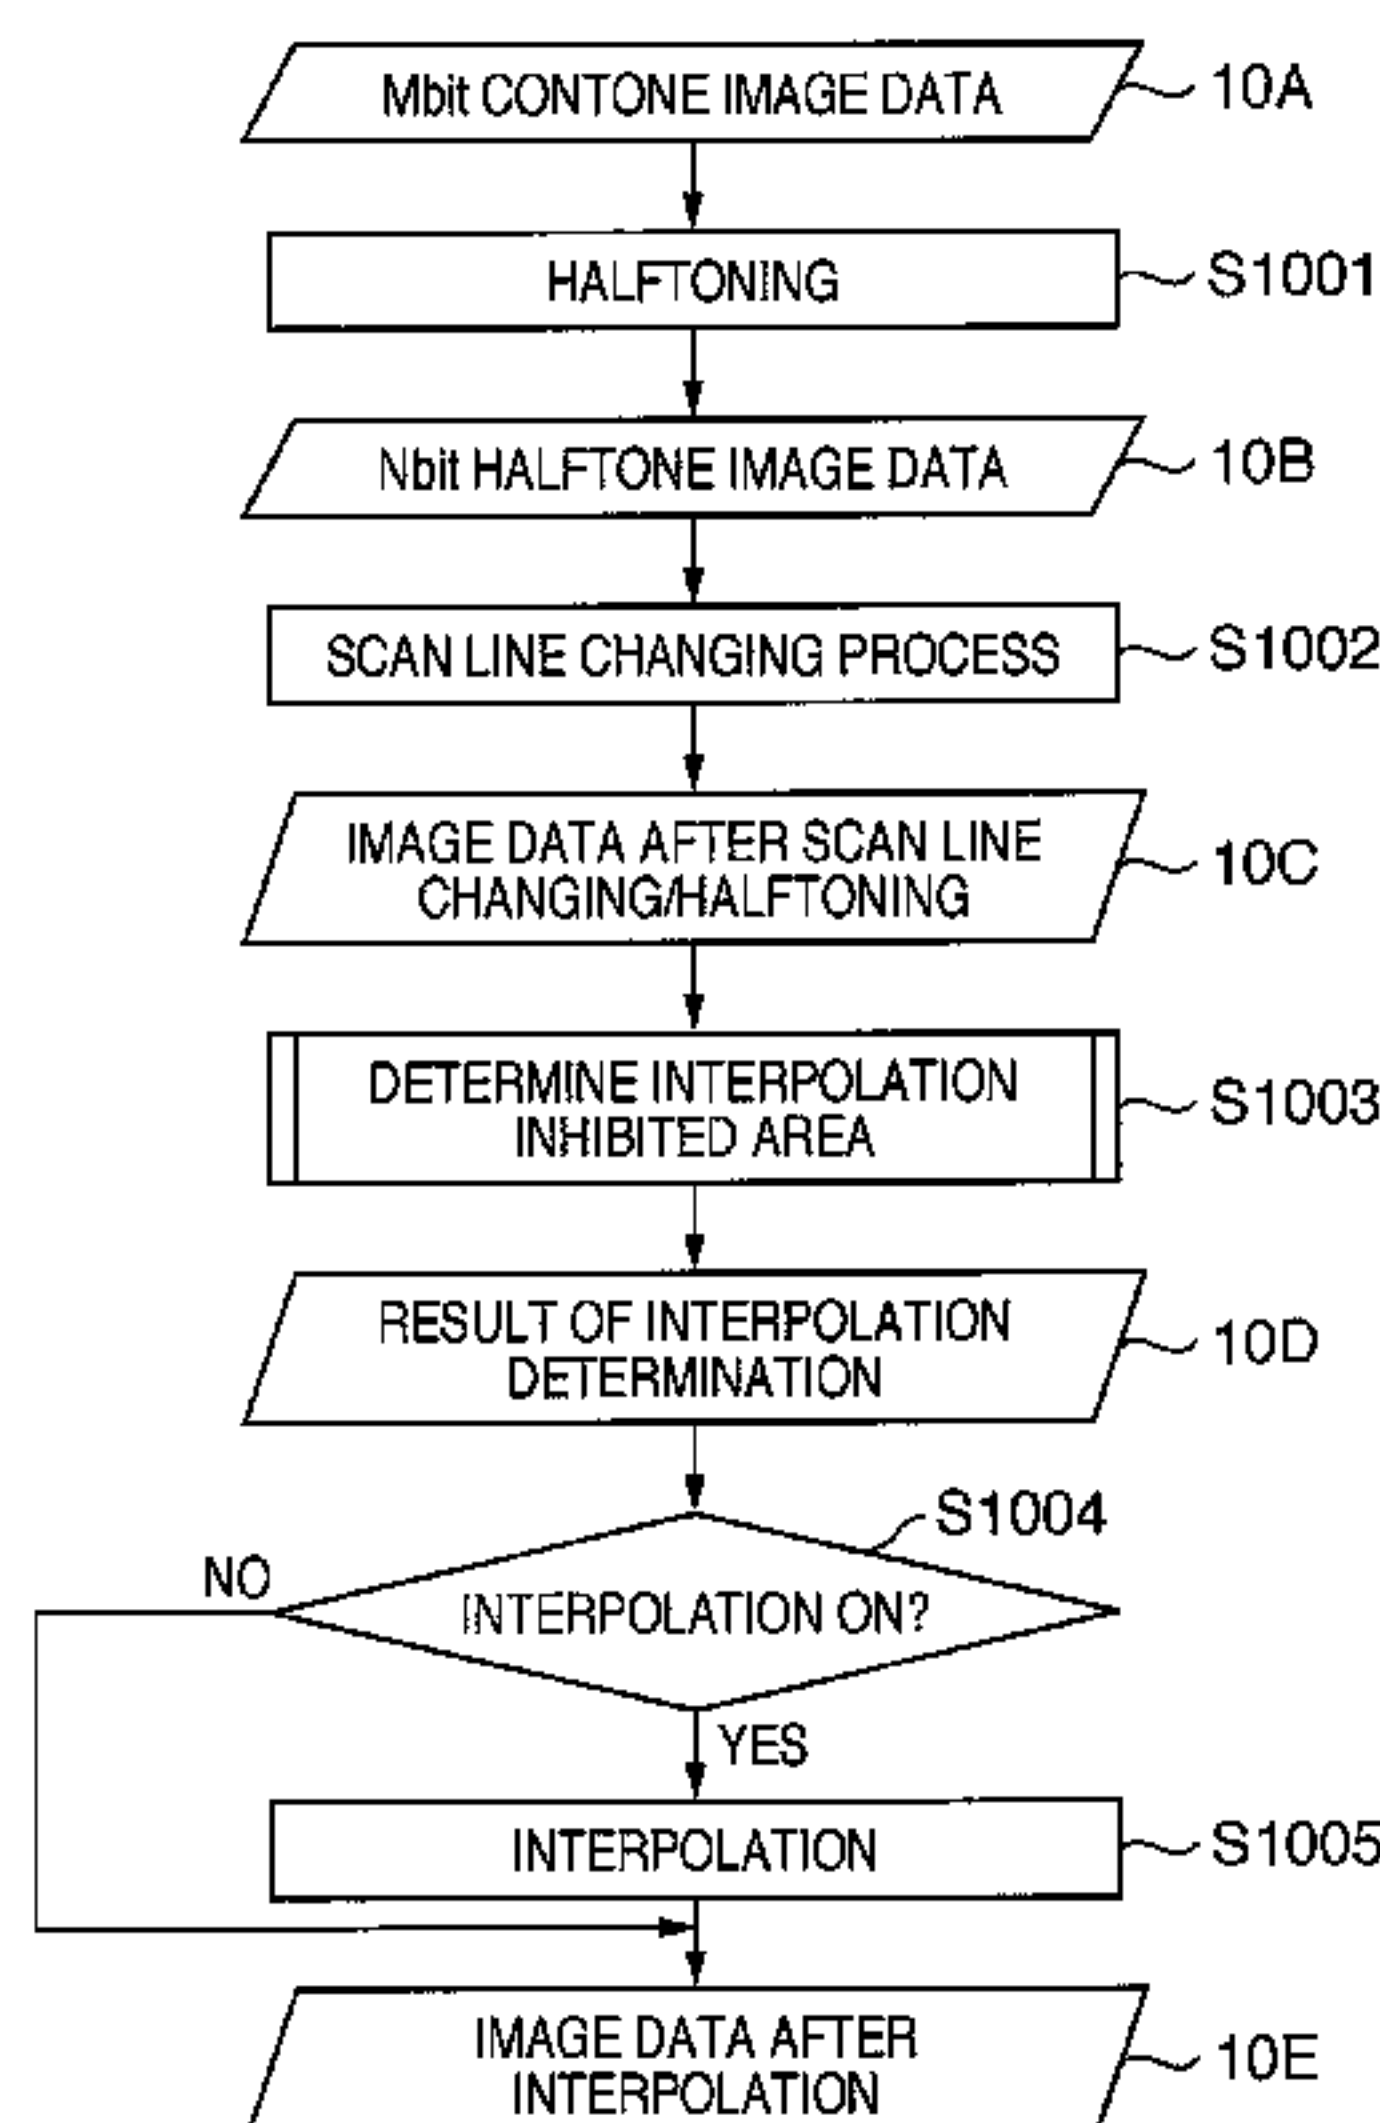 Mbit CONTONE IMAGE DATA
10A
HALFTONING
S1001
Nbit HALFTONE IMAGE DATA
10B
SCAN LINE CHANGING PROCESS
S1002
IMAGE DATA AFTER SCAN LINE
CHANGING/HALFTONING
10C
DETERMINE INTERPOLATION
INHIBITED AREA
S1003
RESULT OF INTERPOLATION
DETERMINATION
10D
S1004
NO
INTERPOLATION ON?
YES
INTERPOLATION
S1005
IMAGE DATA AFTER
INTERPOLATION
10E